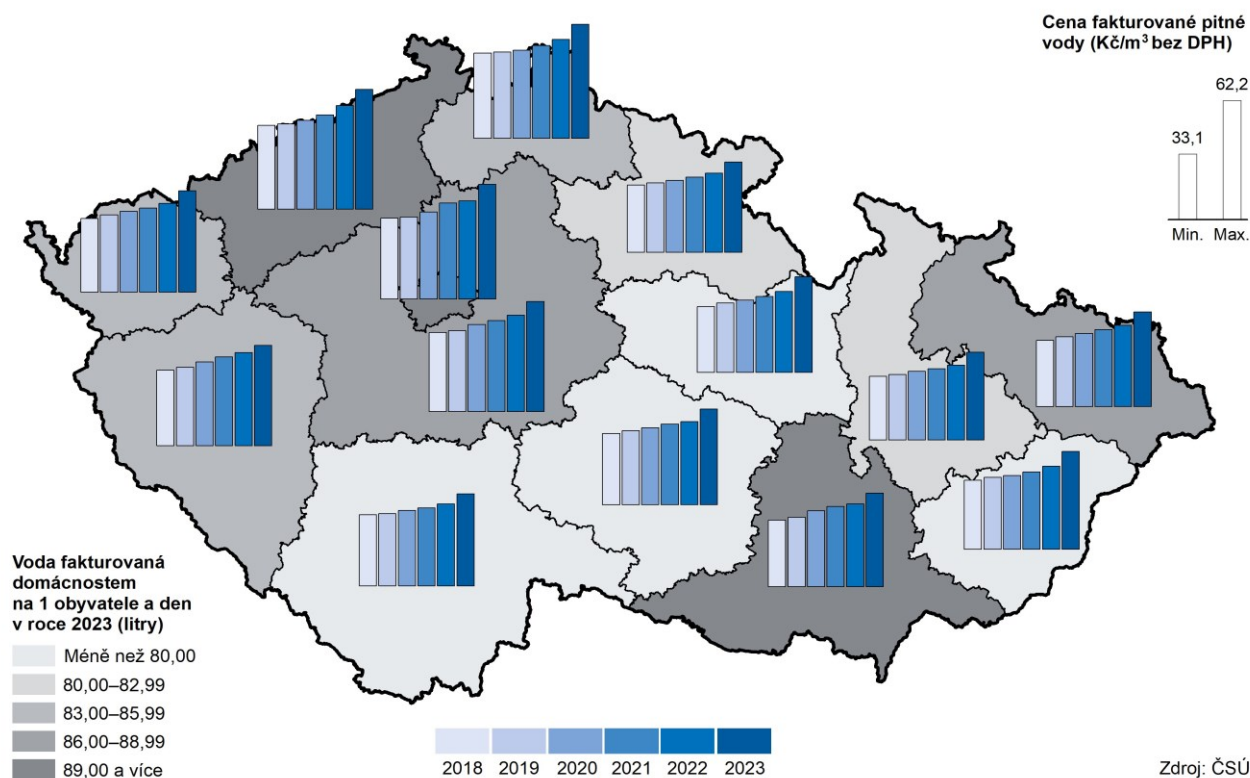 Cena fakturované pitné
vody (Kč/m³ bez DPH)
62,2
33,1
Min. Max.
Voda fakturovaná
domácnostem
na 1 obyvatele a den
v roce 2023 (litry)
Méně než 80,00
80,00–82,99
83,00–85,99
86,00–88,99
89,00 a více
2018 2019 2020 2021 2022 2023
Zdroj: ČSÚ